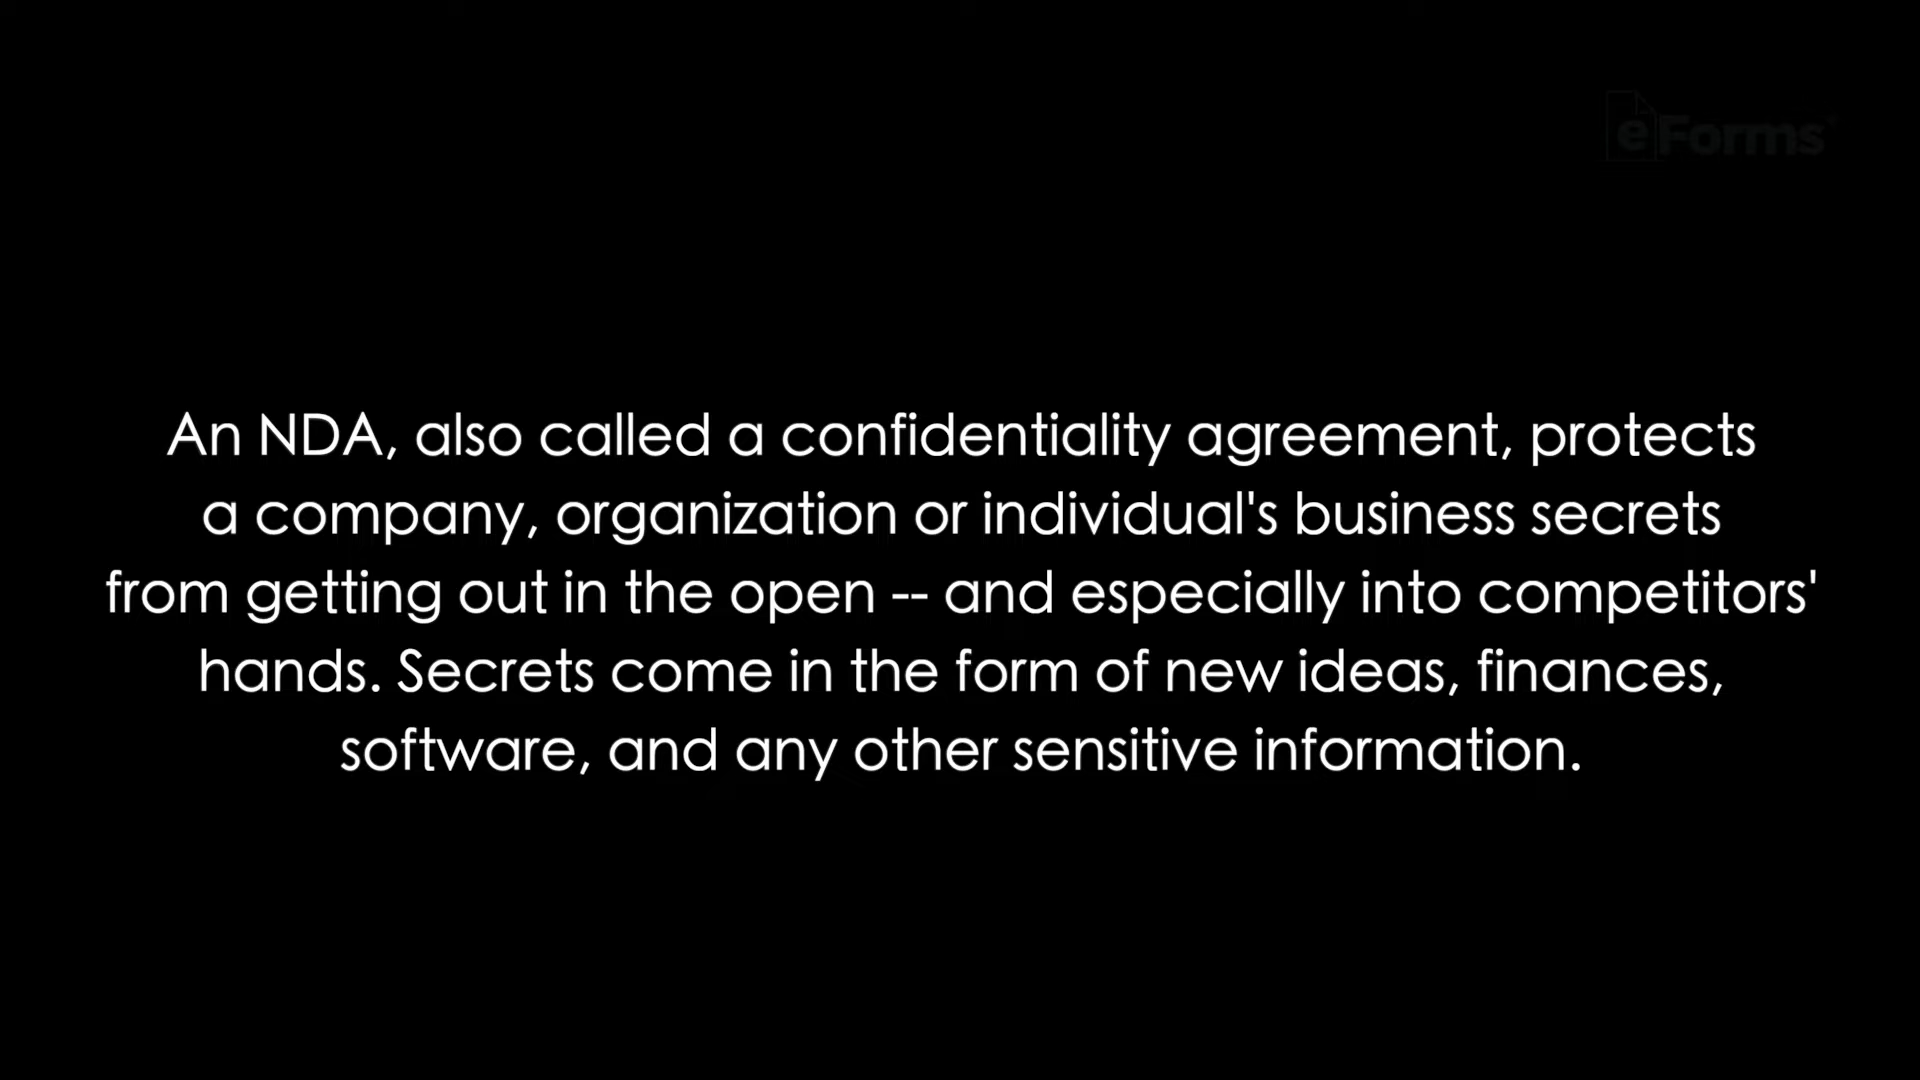 eForms
An NDA, also called a confidentiality agreement, protects
a company, organization or individual's business secrets
from getting out in the open -- and especially into competitors'
hands. Secrets come in the form of new ideas, finances,
software, and any other sensitive information.